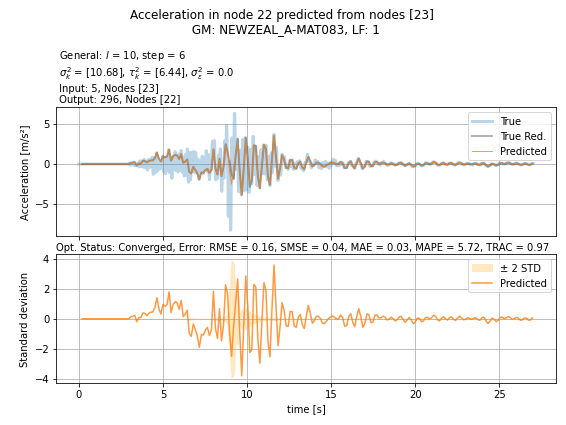 Acceleration in node 22 predicted from nodes [23]
GM: NEWZEAL_A-MAT083, LF: 1
General: l = 10, step = 6
σ²ₖ = [10.68], τ²ₖ = [6.44], σ²ε = 0.0
Input: 5, Nodes [23]
Output: 296, Nodes [22]
Acceleration [m/s²]
5
0
−5
True
True Red.
Predicted
Opt. Status: Converged, Error: RMSE = 0.16, SMSE = 0.04, MAE = 0.03, MAPE = 5.72, TRAC = 0.97
Standard deviation
4
2
0
−2
−4
± 2 STD
Predicted
0 5 10 15 20 25
time [s]